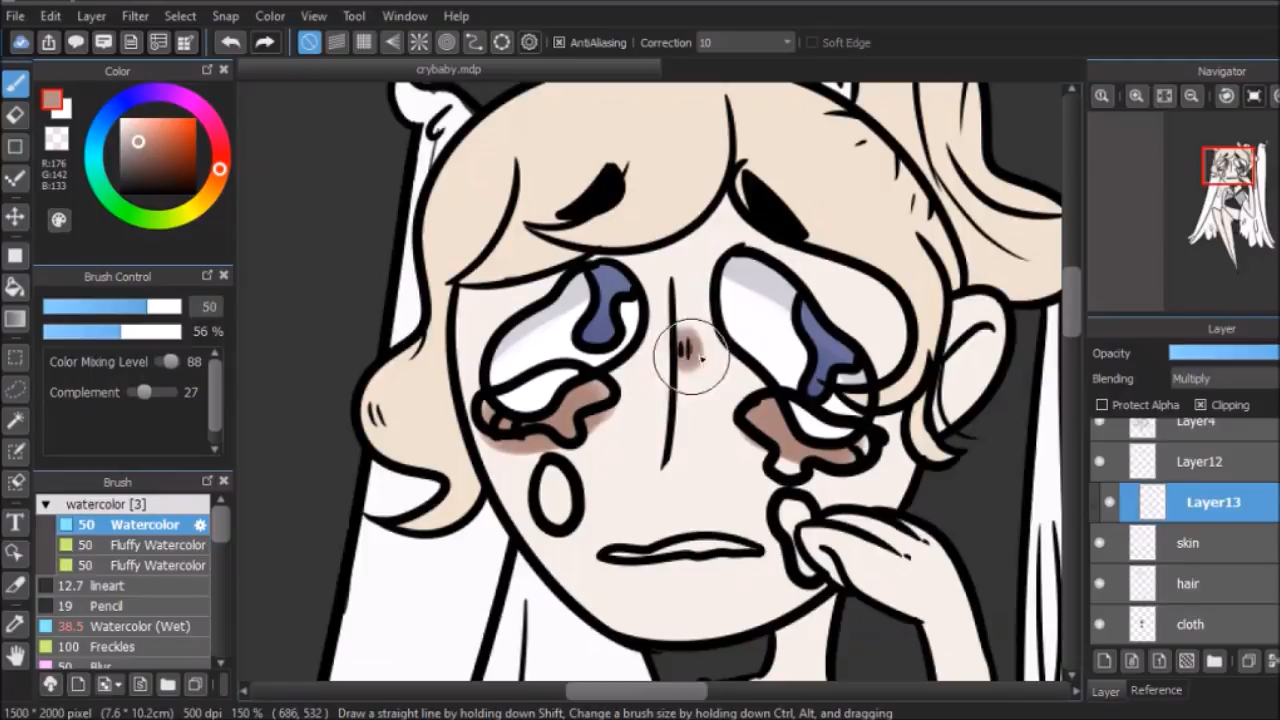 File Edit Layer Filter Select Snap Color View Tool Window Help
AntiAliasing Correction 10 Soft Edge
Color
crybaby.mdp
Navigator
R:176
G:142
B:133
Brush Control
50
56 %
Color Mixing Level 88
Complement 27
Brush
watercolor [3]
50 Watercolor
50 Fluffy Watercolor
50 Fluffy Watercolor
12.7 lineart
19 Pencil
38.5 Watercolor (Wet)
100 Freckles
50 Blur
Layer
Opacity
Blending Multiply
Protect Alpha Clipping
Layer4
Layer12
Layer13
skin
hair
cloth
Layer Reference
1500 * 2000 pixel (7.6 * 10.2cm) 500 dpi 150 % ( 686, 532 ) Draw a straight line by holding down Shift, Change a brush size by holding down Ctrl, Alt, and dragging